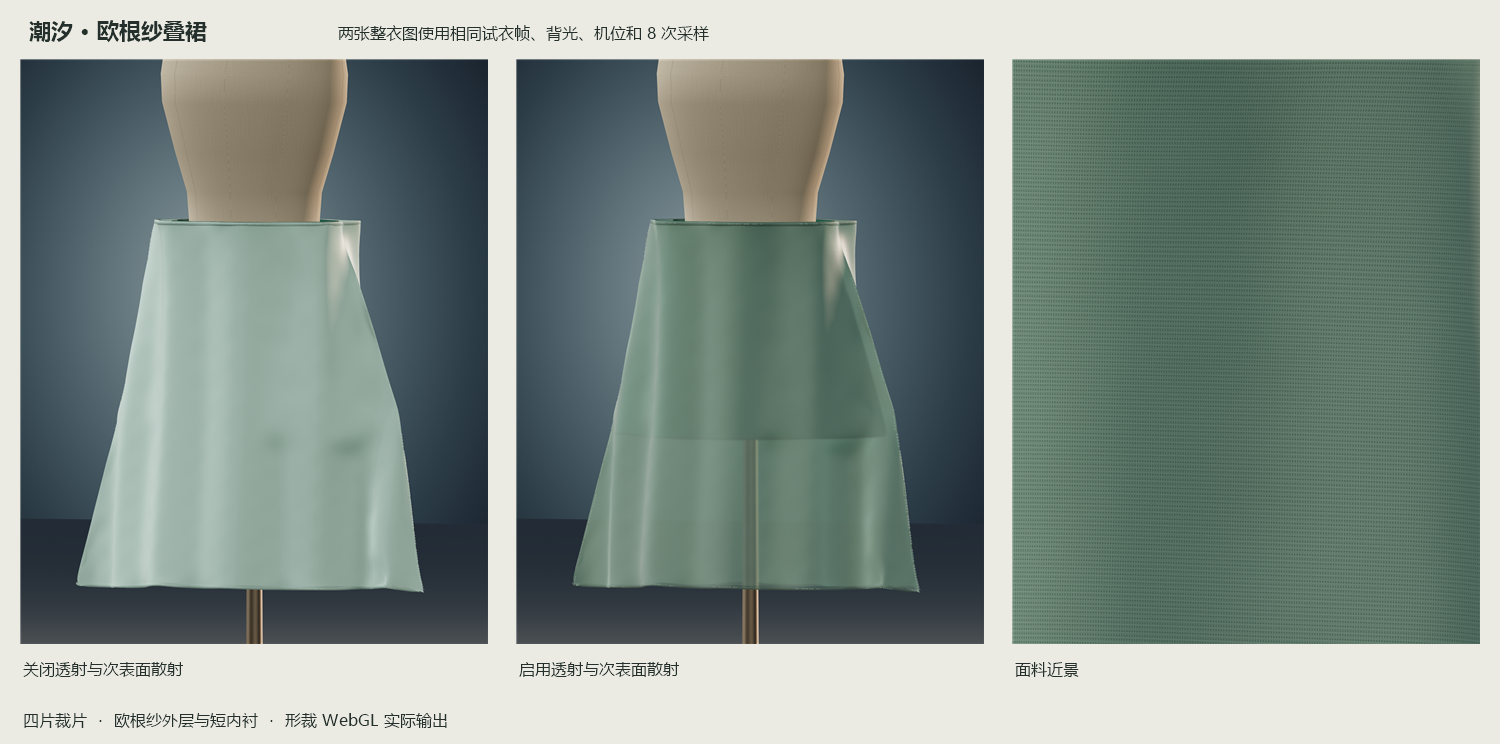 潮汐·欧根纱叠裙
两张整衣图使用相同试衣帧、背光、机位和 8 次采样
关闭透射与次表面散射
启用透射与次表面散射
面料近景
四片裁片 · 欧根纱外层与短内衬 · 形裁 WebGL 实际输出